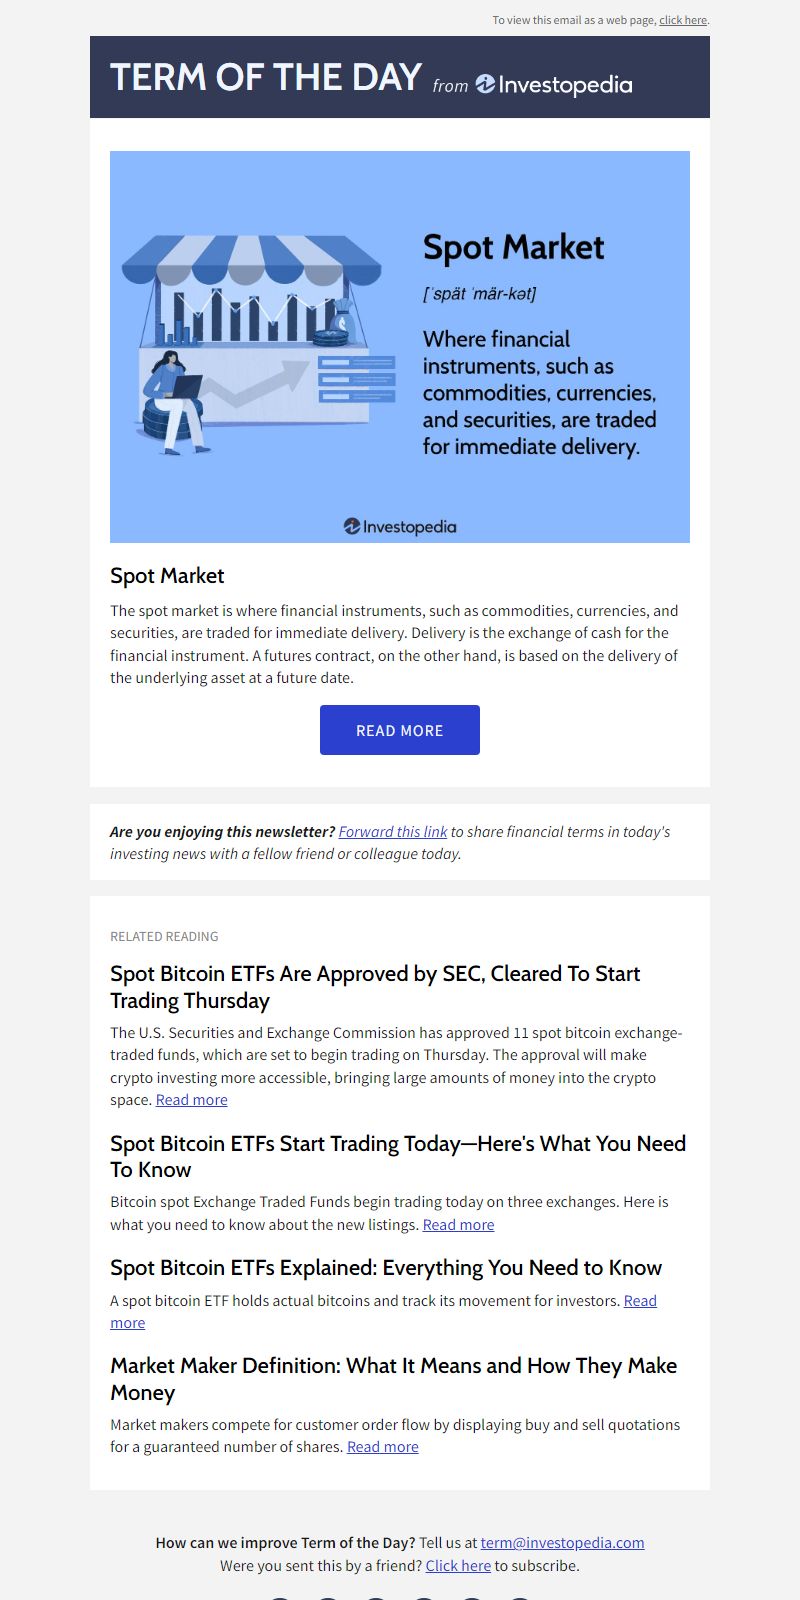 To view this email as a web page, click here.
TERM OF THE DAY from Investopedia
Spot Market
[ˈspät ˈmär-kət]
Where financial
instruments, such as
commodities, currencies,
and securities, are traded
for immediate delivery.
Investopedia
Spot Market
The spot market is where financial instruments, such as commodities, currencies, and
securities, are traded for immediate delivery. Delivery is the exchange of cash for the
financial instrument. A futures contract, on the other hand, is based on the delivery of
the underlying asset at a future date.
READ MORE
Are you enjoying this newsletter? Forward this link to share financial terms in today's
investing news with a fellow friend or colleague today.
RELATED READING
Spot Bitcoin ETFs Are Approved by SEC, Cleared To Start
Trading Thursday
The U.S. Securities and Exchange Commission has approved 11 spot bitcoin exchange-
traded funds, which are set to begin trading on Thursday. The approval will make
crypto investing more accessible, bringing large amounts of money into the crypto
space. Read more
Spot Bitcoin ETFs Start Trading Today—Here's What You Need
To Know
Bitcoin spot Exchange Traded Funds begin trading today on three exchanges. Here is
what you need to know about the new listings. Read more
Spot Bitcoin ETFs Explained: Everything You Need to Know
A spot bitcoin ETF holds actual bitcoins and track its movement for investors. Read
more
Market Maker Definition: What It Means and How They Make
Money
Market makers compete for customer order flow by displaying buy and sell quotations
for a guaranteed number of shares. Read more
How can we improve Term of the Day? Tell us at term@investopedia.com
Were you sent this by a friend? Click here to subscribe.